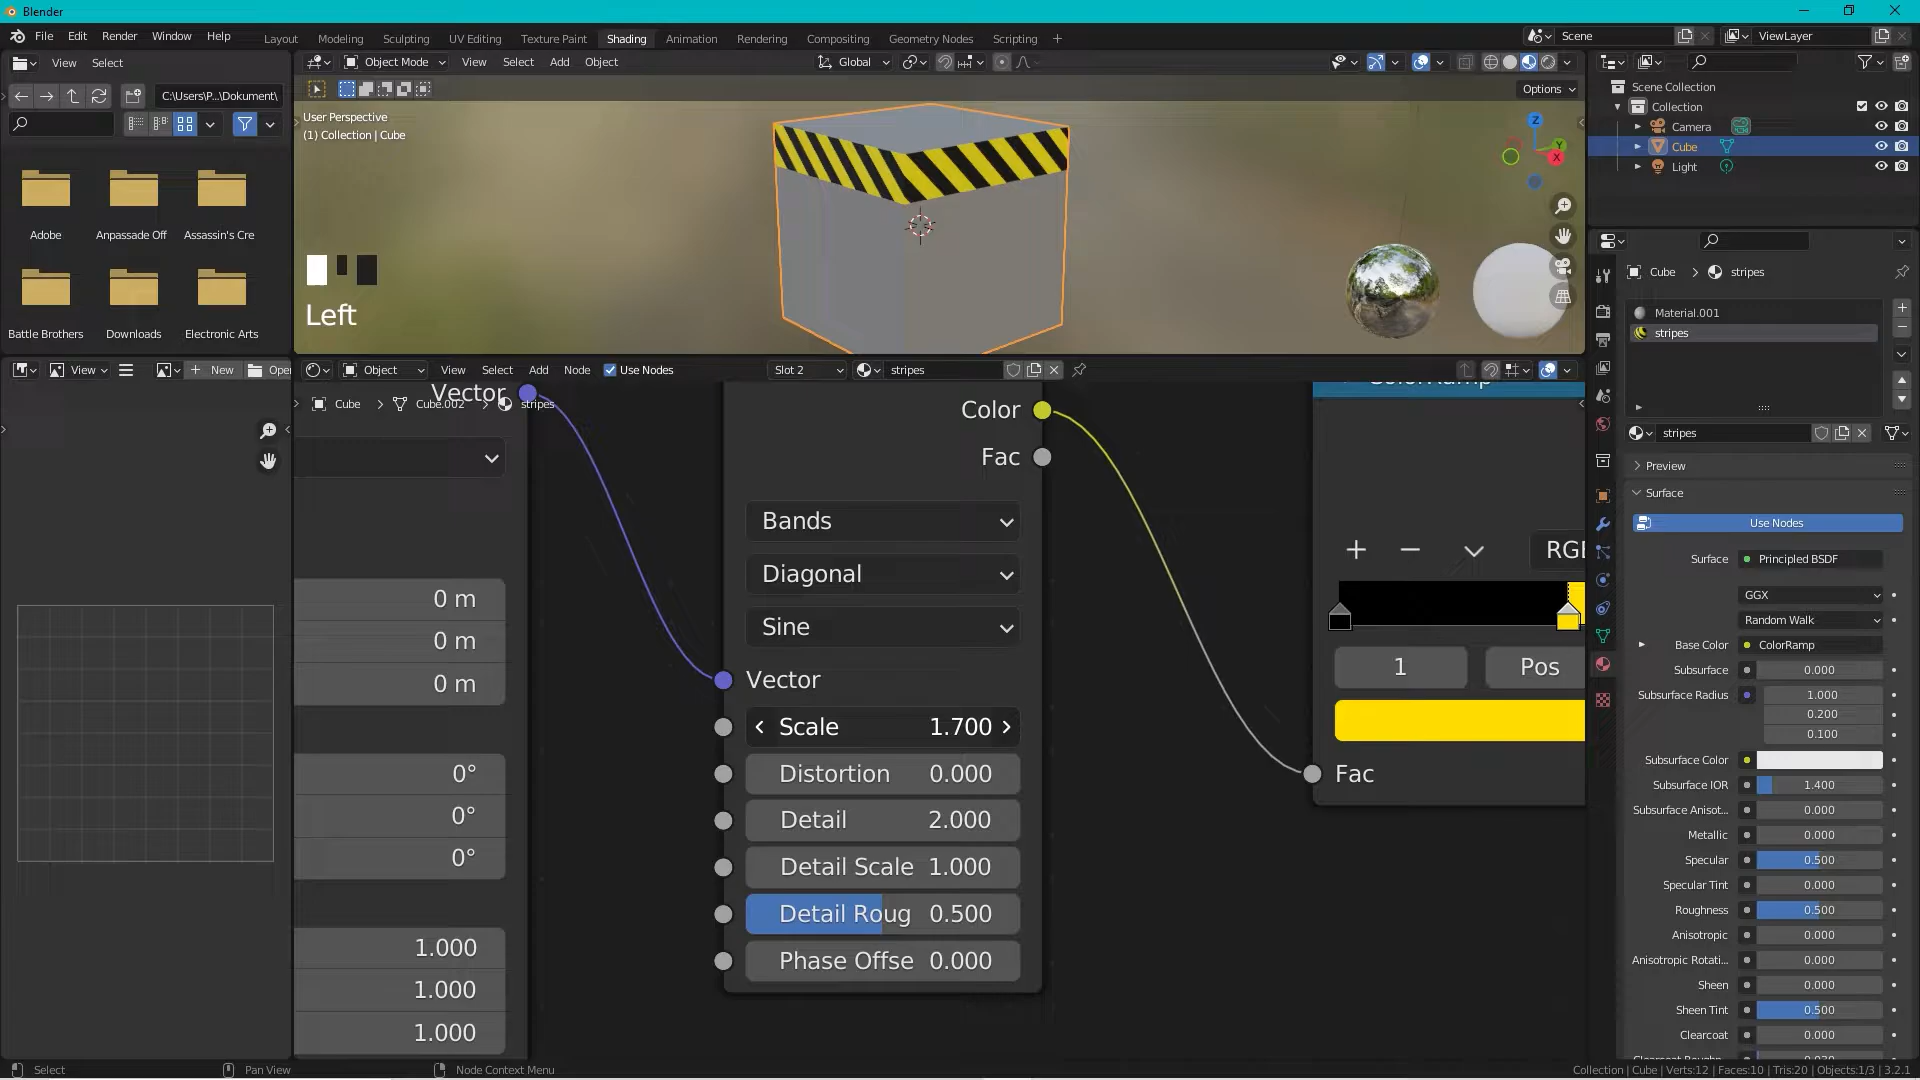 Blender
File Edit Render Window Help
Layout Modeling Sculpting UV Editing Texture Paint Shading Animation Rendering Compositing Geometry Nodes Scripting
Scene
ViewLayer
View Select
Object Mode View Select Add Object
Global
C:\Users\P...\Dokument\
Options
User Perspective
(1) Collection | Cube
Z
Y
X
Left
Adobe
Anpassade Off
Assassin's Cre
Battle Brothers
Downloads
Electronic Arts
Scene Collection
Collection
Camera
Cube
Light
Cube
stripes
Material.001
stripes
stripes
View
New
Open
Object View Select Add Node Use Nodes
Slot 2
stripes
Cube
Cube.002
stripes
Vector
0 m
0 m
0 m
0°
0°
0°
1.000
1.000
1.000
Color
Fac
Bands
Diagonal
Sine
Vector
Scale 1.700
Distortion 0.000
Detail 2.000
Detail Scale 1.000
Detail Roug 0.500
Phase Offse 0.000
ColorRamp
RGB
1
Pos
Fac
Preview
Surface
Use Nodes
Surface Principled BSDF
GGX
Random Walk
Base Color ColorRamp
Subsurface 0.000
Subsurface Radius 1.000
0.200
0.100
Subsurface Color
Subsurface IOR 1.400
Subsurface Anisot... 0.000
Metallic 0.000
Specular 0.500
Specular Tint 0.000
Roughness 0.500
Anisotropic 0.000
Anisotropic Rotati... 0.000
Sheen 0.000
Sheen Tint 0.500
Clearcoat 0.000
Clearcoat Roughn... 0.030
Select
Pan View
Node Context Menu
Collection | Cube | Verts:12 | Faces:10 | Tris:20 | Objects:1/3 | 3.2.1